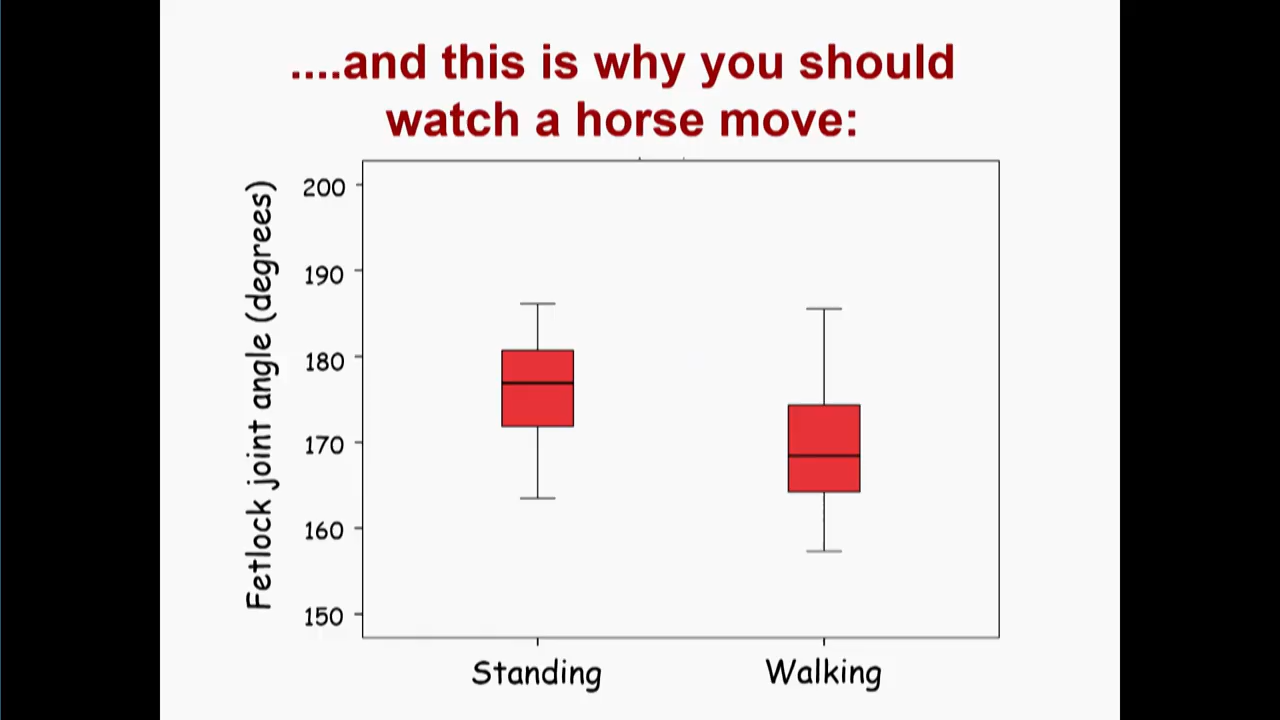 ....and this is why you should
watch a horse move:
Fetlock joint angle (degrees)
200
190
180
170
160
150
Standing
Walking